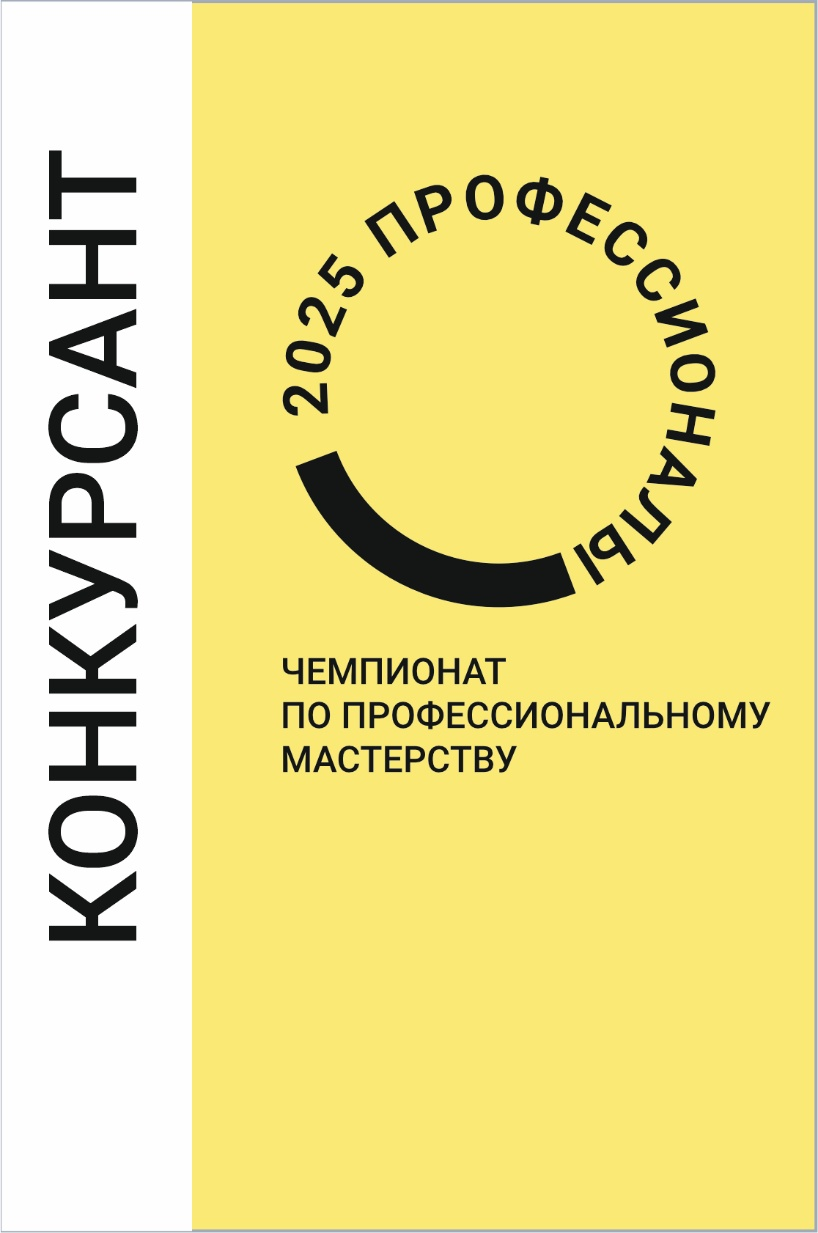 КОНКУРСАНТ
2025 ПРОФЕССИОНАЛЫ
ЧЕМПИОНАТ
ПО ПРОФЕССИОНАЛЬНОМУ
МАСТЕРСТВУ